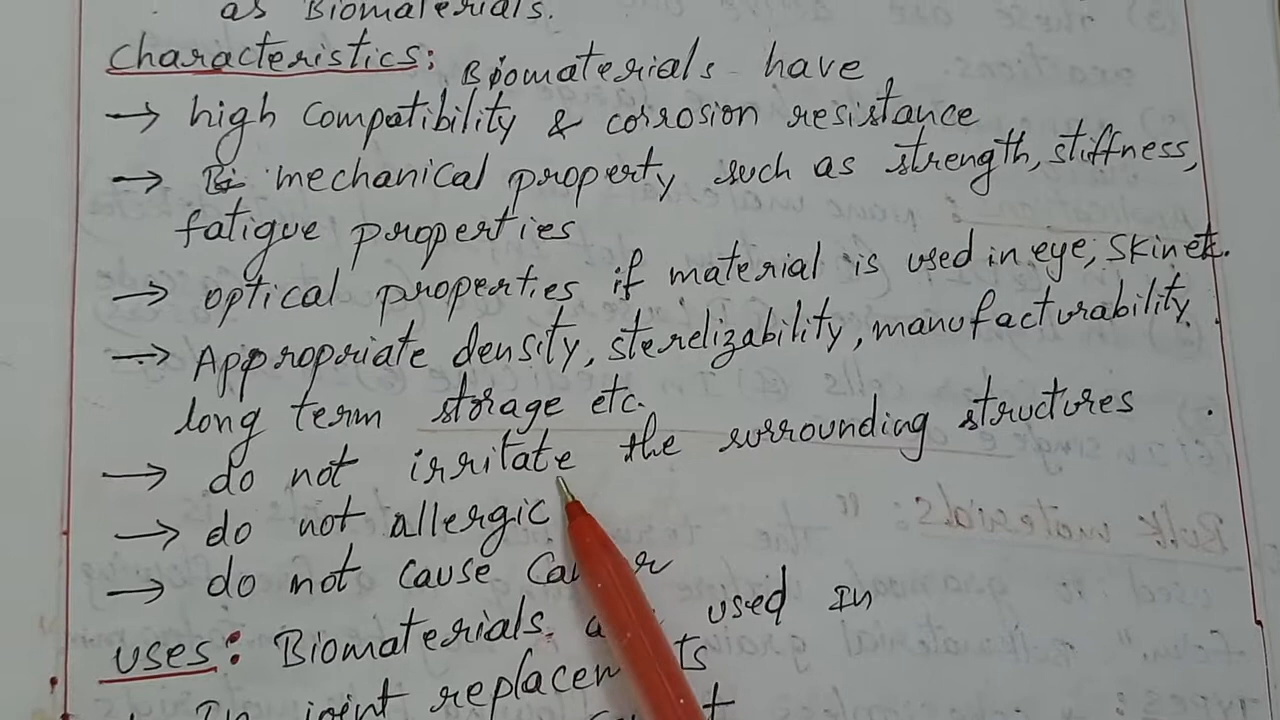 as Biomaterials.
Characteristics: Biomaterials have
→ high compatibility & corrosion resistance
→ mechanical property such as strength, stiffness,
fatigue properties
→ optical properties if material is used in eye, skin etc.
→ Appropriate density, sterelizability, manufacturability,
long term storage etc.
→ do not irritate the surrounding structures
→ do not allergic
→ do not cause
uses: Biomaterials used In
In joint